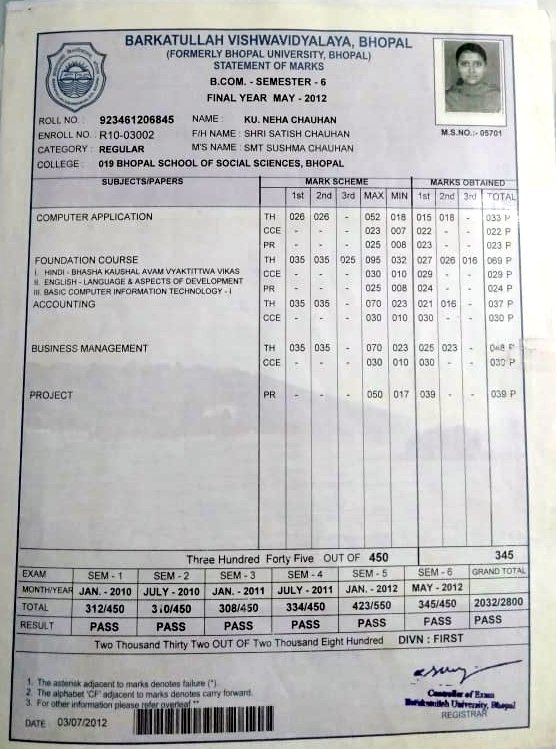 BARKATULLAH VISHWAVIDYALAYA, BHOPAL
(FORMERLY BHOPAL UNIVERSITY, BHOPAL)
STATEMENT OF MARKS
B.COM. - SEMESTER - 6
FINAL YEAR MAY - 2012
ROLL NO. : 923461206845 NAME : KU. NEHA CHAUHAN
ENROLL NO. : R10-03002 F/H NAME : SHRI SATISH CHAUHAN M.S.NO.:- 05701
CATEGORY : REGULAR M'S NAME : SMT SUSHMA CHAUHAN
COLLEGE : 019 BHOPAL SCHOOL OF SOCIAL SCIENCES, BHOPAL
SUBJECTS/PAPERS MARK SCHEME MARKS OBTAINED
1st 2nd 3rd MAX MIN 1st 2nd 3rd TOTAL
COMPUTER APPLICATION TH 026 026 - 052 018 015 018 - 033 P
CCE - - - 023 007 022 - - 022 P
PR - - - 025 008 023 - - 023 P
FOUNDATION COURSE TH 035 035 025 095 032 027 026 016 069 P
I. HINDI - BHASHA KAUSHAL AVAM VYAKTITTWA VIKAS CCE - - - 030 010 029 - - 029 P
II. ENGLISH - LANGUAGE & ASPECTS OF DEVELOPMENT
III. BASIC COMPUTER INFORMATION TECHNOLOGY - I PR - - - 025 008 024 - - 024 P
ACCOUNTING TH 035 035 - 070 023 021 016 - 037 P
CCE - - - 030 010 030 - - 030 P
BUSINESS MANAGEMENT TH 035 035 - 070 023 025 023 - 048 P
CCE - - - 030 010 030 - - 030 P
PROJECT PR - - - 050 017 039 - - 039 P
Three Hundred Forty Five OUT OF 450 345
EXAM SEM - 1 SEM - 2 SEM - 3 SEM - 4 SEM - 5 SEM - 6 GRAND TOTAL
MONTH/YEAR JAN. - 2010 JULY - 2010 JAN. - 2011 JULY - 2011 JAN. - 2012 MAY - 2012
TOTAL 312/450 310/450 308/450 334/450 423/550 345/450 2032/2800
RESULT PASS PASS PASS PASS PASS PASS PASS
Two Thousand Thirty Two OUT OF Two Thousand Eight Hundred DIVN : FIRST
1. The asterisk adjacent to marks denotes failure (*).
2. The alphabet 'CF' adjacent to marks denotes carry forward.
3. For other information please refer overleaf **
Controller of Exam
Barakatullah University, Bhopal
REGISTRAR
DATE : 03/07/2012